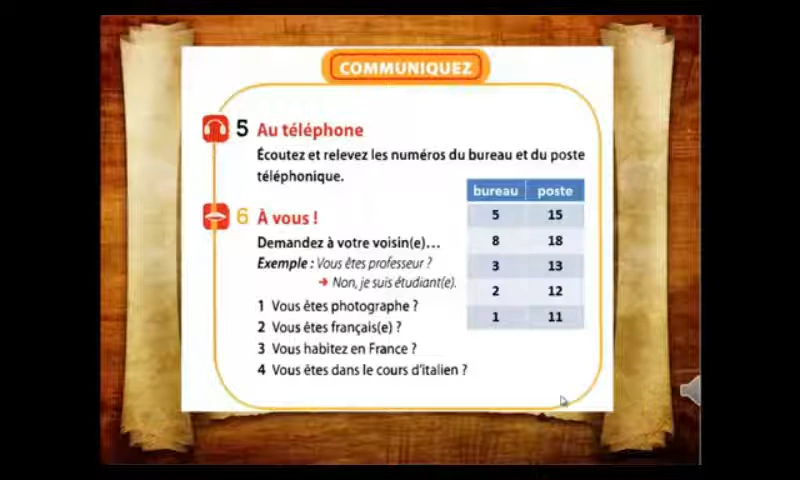 COMMUNIQUEZ
5 Au téléphone
Écoutez et relevez les numéros du bureau et du poste
téléphonique.
bureau poste
5 15
8 18
3 13
2 12
1 11
6 À vous !
Demandez à votre voisin(e)...
Exemple : Vous êtes professeur ?
→ Non, je suis étudiant(e).
1 Vous êtes photographe ?
2 Vous êtes français(e) ?
3 Vous habitez en France ?
4 Vous êtes dans le cours d'italien ?